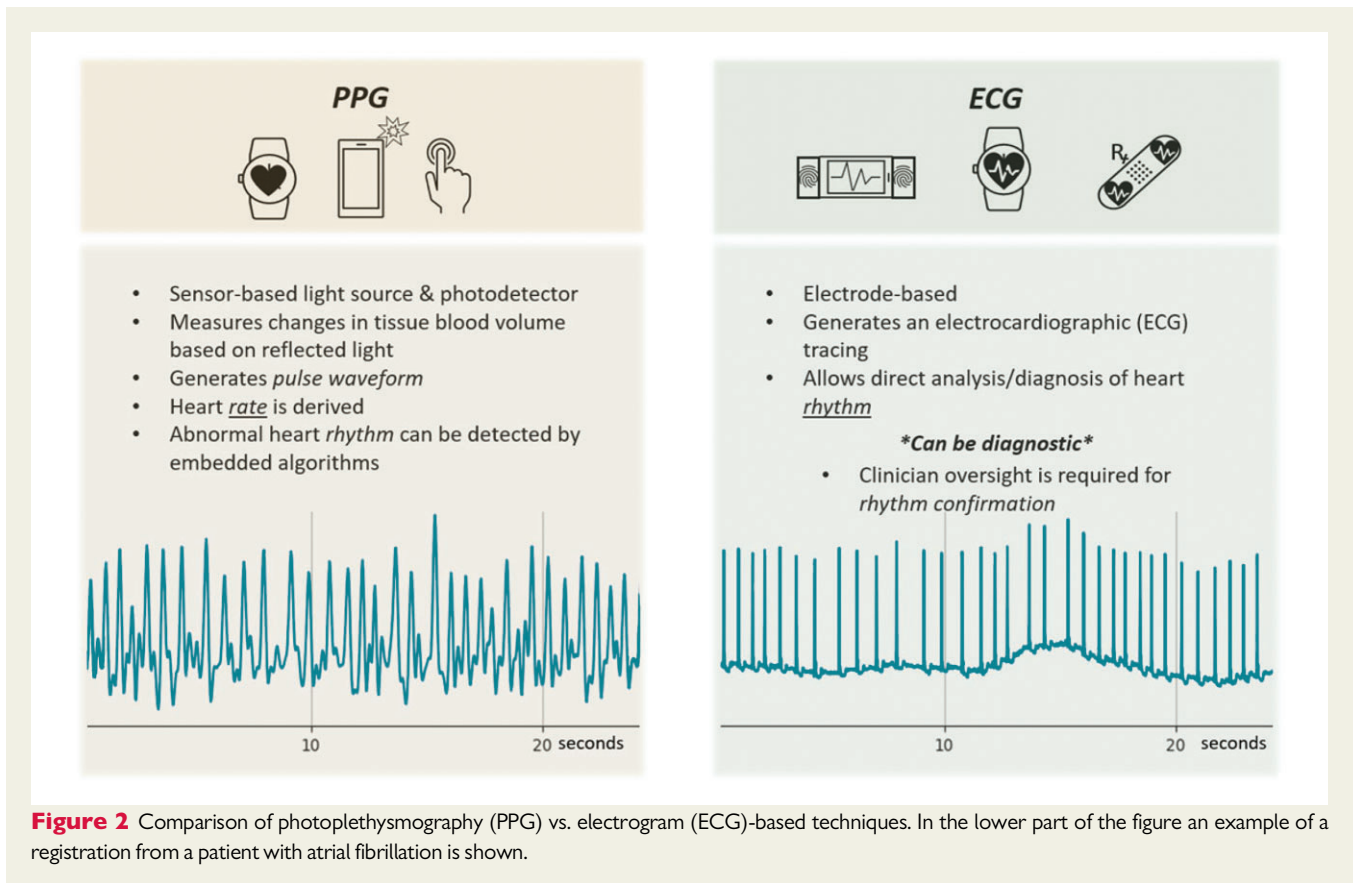 PPG
• Sensor-based light source & photodetector
• Measures changes in tissue blood volume
based on reflected light
• Generates pulse waveform
• Heart rate is derived
• Abnormal heart rhythm can be detected by
embedded algorithms
10
20 seconds
ECG
Rx
• Electrode-based
• Generates an electrocardiographic (ECG)
tracing
• Allows direct analysis/diagnosis of heart
rhythm
*Can be diagnostic*
• Clinician oversight is required for
rhythm confirmation
10
20 seconds
Figure 2 Comparison of photoplethysmography (PPG) vs. electrogram (ECG)-based techniques. In the lower part of the figure an example of a
registration from a patient with atrial fibrillation is shown.